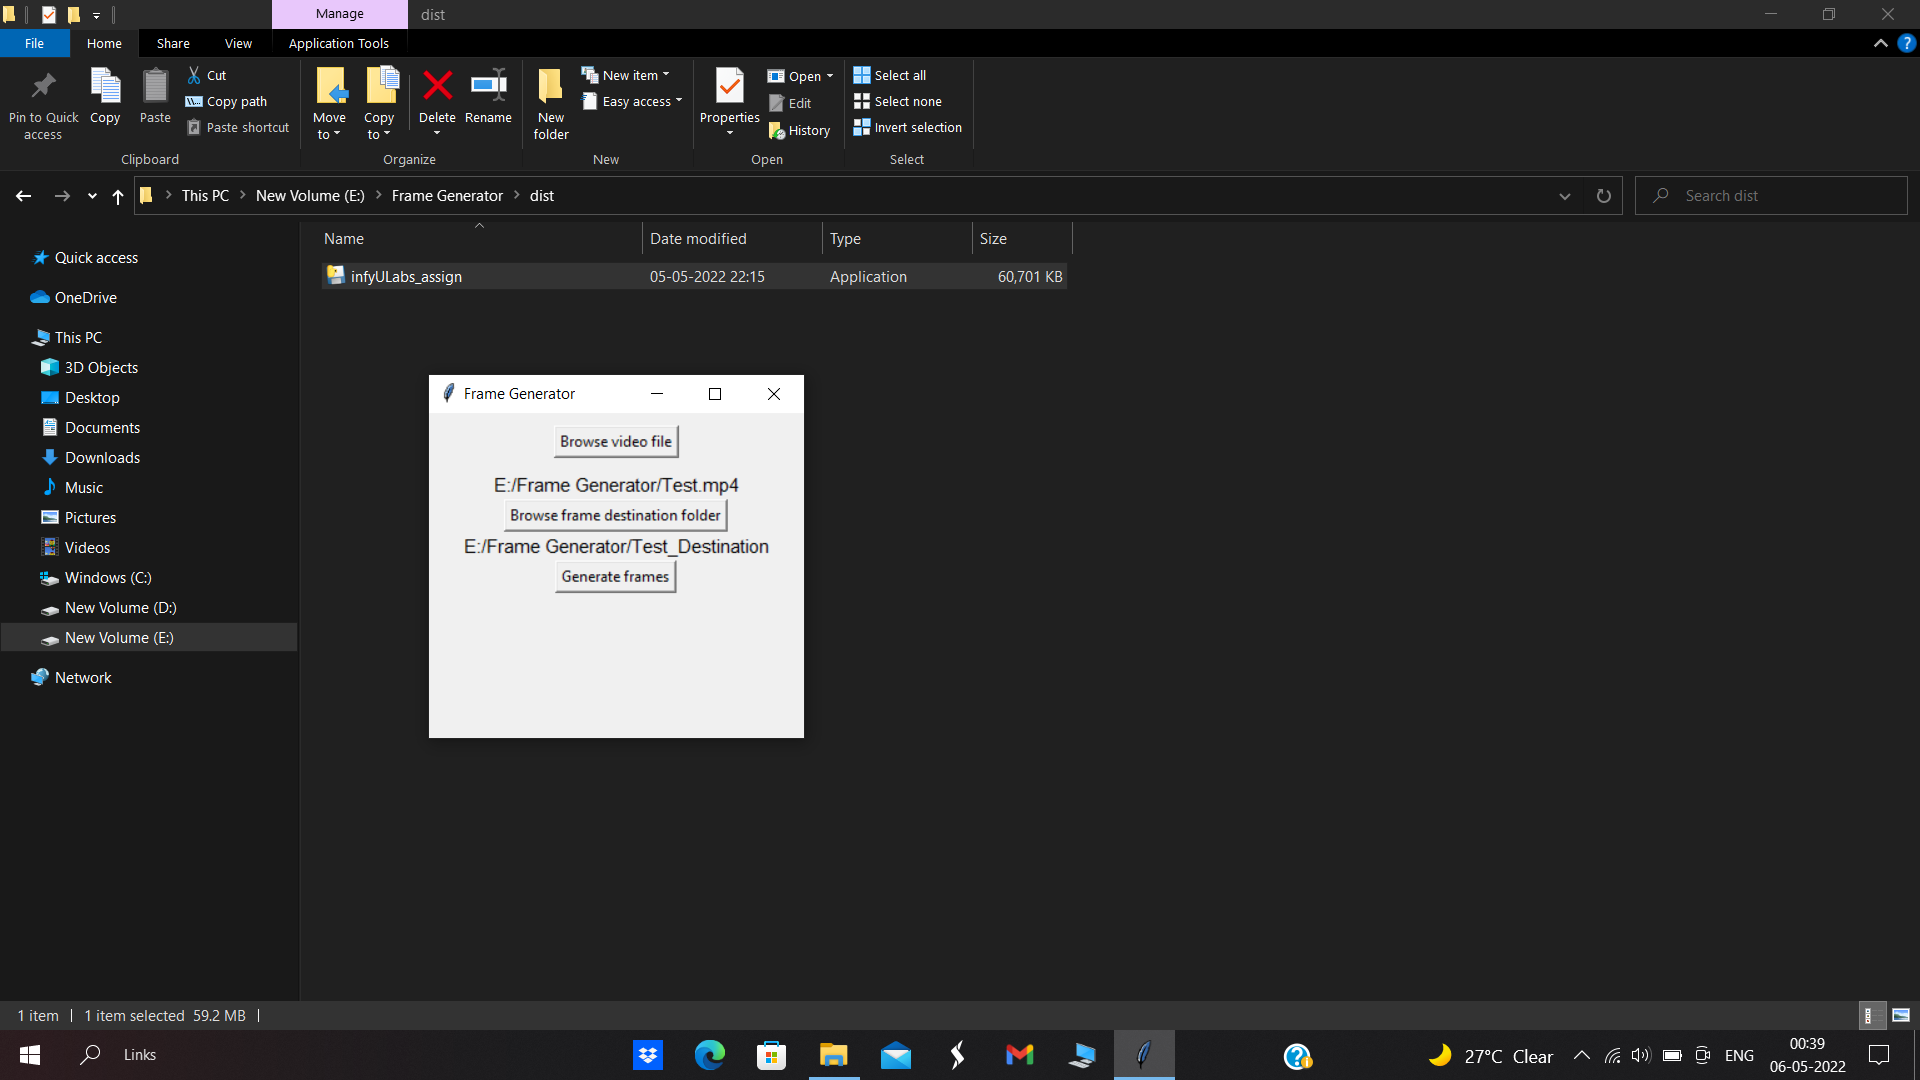 Manage
dist
File
Home
Share
View
Application Tools
Pin to Quick
access
Copy
Paste
Cut
Copy path
Paste shortcut
Clipboard
Move
to
Copy
to
Delete
Rename
Organize
New
folder
New item
Easy access
New
Properties
Open
Edit
History
Open
Select all
Select none
Invert selection
Select
This PC
New Volume (E:)
Frame Generator
dist
Search dist
Name
Date modified
Type
Size
infyULabs_assign
05-05-2022 22:15
Application
60,701 KB
Quick access
OneDrive
This PC
3D Objects
Desktop
Documents
Downloads
Music
Pictures
Videos
Windows (C:)
New Volume (D:)
New Volume (E:)
Network
Frame Generator
Browse video file
E:/Frame Generator/Test.mp4
Browse frame destination folder
E:/Frame Generator/Test_Destination
Generate frames
1 item
1 item selected 59.2 MB
Links
27°C Clear
ENG
00:39
06-05-2022